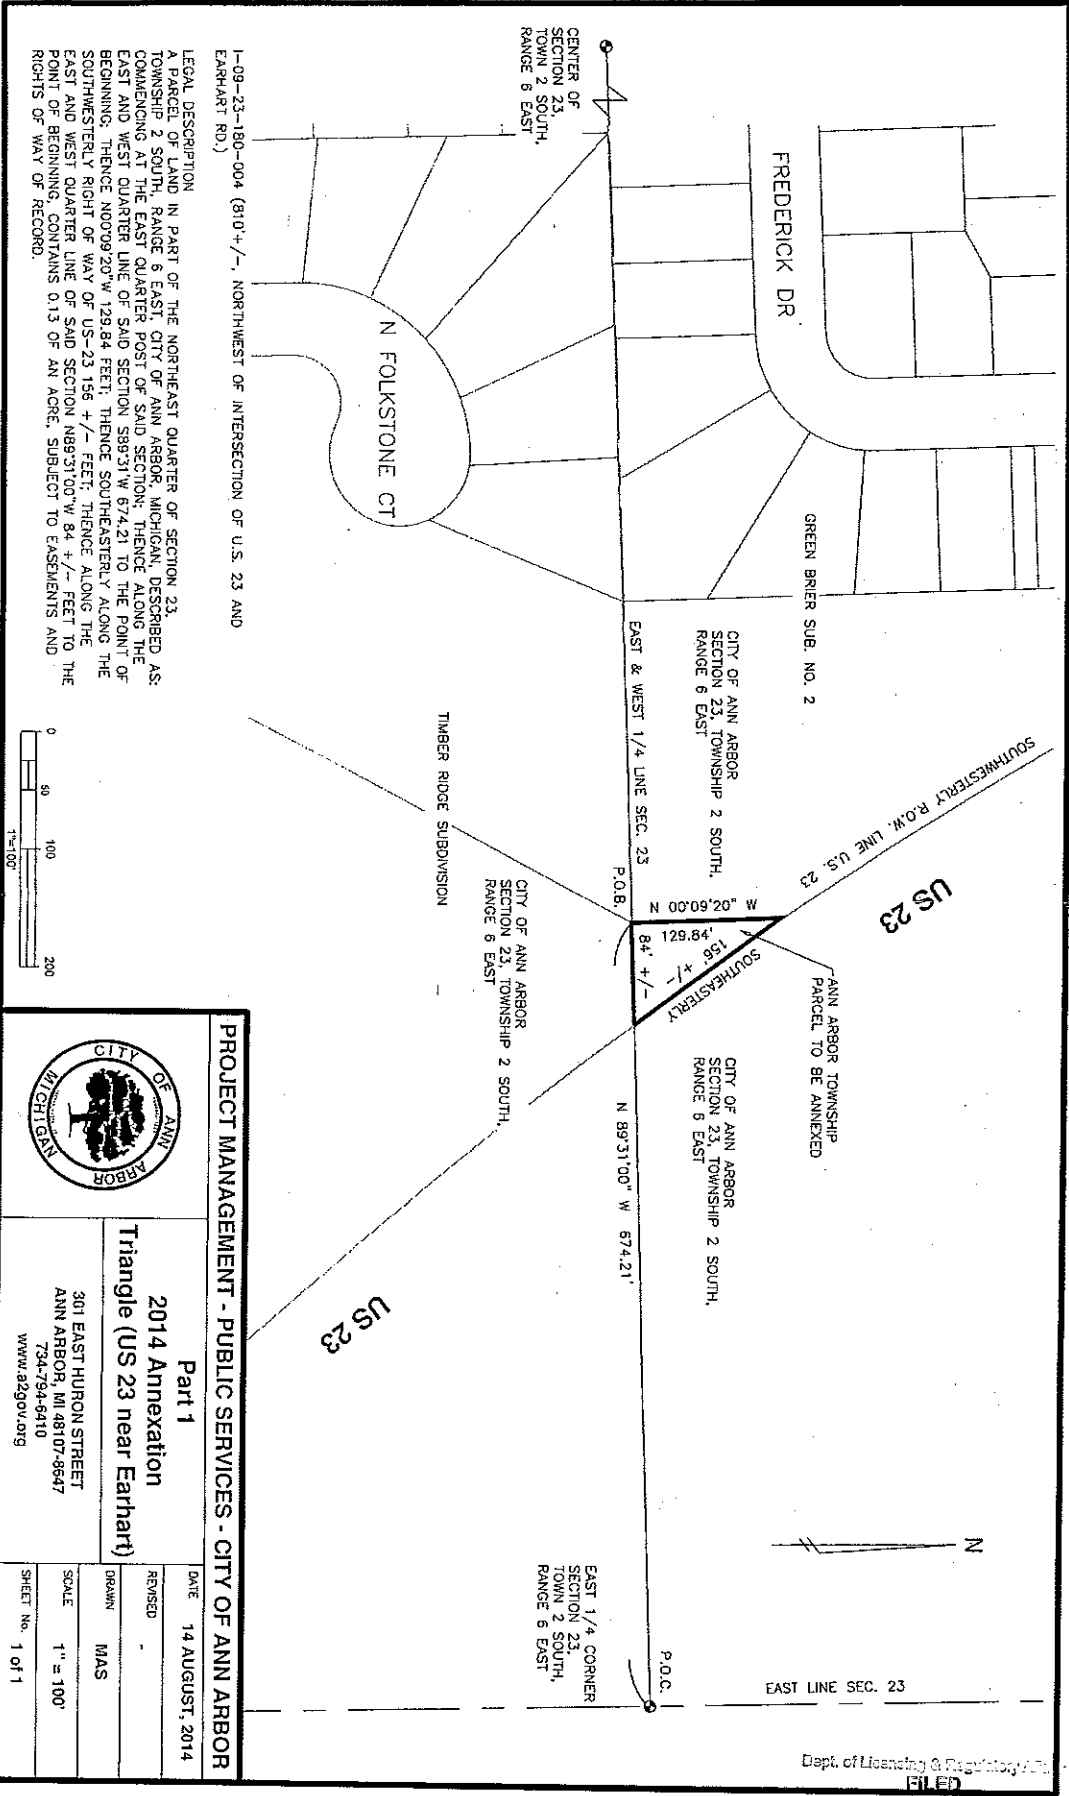 CENTER OF
SECTION 23,
TOWN 2 SOUTH,
RANGE 6 EAST
FREDERICK DR
N FOLKSTONE CT
GREEN BRIER SUB. NO. 2
CITY OF ANN ARBOR
SECTION 23, TOWNSHIP 2 SOUTH,
RANGE 6 EAST
EAST & WEST 1/4 LINE SEC. 23
SOUTHWESTERLY R.O.W. LINE U.S. 23
US 23
ANN ARBOR TOWNSHIP
PARCEL TO BE ANNEXED
P.O.B.
N 00°09'20" W
129.84'
156' +/-
SOUTHEASTERLY
84' +/-
TIMBER RIDGE SUBDIVISION
CITY OF ANN ARBOR
SECTION 23, TOWNSHIP 2 SOUTH,
RANGE 6 EAST
CITY OF ANN ARBOR
SECTION 23, TOWNSHIP 2 SOUTH,
RANGE 6 EAST
N 89°31'00" W 674.21'
US 23
N
EAST 1/4 CORNER
SECTION 23,
TOWN 2 SOUTH,
RANGE 6 EAST
P.O.C.
EAST LINE SEC. 23
I-09-23-180-004 (810'+/-, NORTHWEST OF INTERSECTION OF U.S. 23 AND
EARHART RD.)
LEGAL DESCRIPTION
A PARCEL OF LAND IN PART OF THE NORTHEAST QUARTER OF SECTION 23,
TOWNSHIP 2 SOUTH, RANGE 6 EAST, CITY OF ANN ARBOR, MICHIGAN, DESCRIBED AS:
COMMENCING AT THE EAST QUARTER POST OF SAID SECTION; THENCE ALONG THE
EAST AND WEST QUARTER LINE OF SAID SECTION S89°31'W 674.21 TO THE POINT OF
BEGINNING; THENCE N00°09'20"W 129.84 FEET; THENCE SOUTHEASTERLY ALONG THE
SOUTHWESTERLY RIGHT OF WAY OF US-23 156 +/- FEET; THENCE ALONG THE
EAST AND WEST QUARTER LINE OF SAID SECTION N89°31'00"W 84 +/- FEET TO THE
POINT OF BEGINNING, CONTAINS 0.13 OF AN ACRE, SUBJECT TO EASEMENTS AND
RIGHTS OF WAY OF RECORD.
0 50 100 200
1"=100'
PROJECT MANAGEMENT - PUBLIC SERVICES - CITY OF ANN ARBOR
CITY OF ANN ARBOR
MICHIGAN
Part 1
2014 Annexation
Triangle (US 23 near Earhart)
301 EAST HURON STREET
ANN ARBOR, MI 48107-8647
734-794-6410
www.a2gov.org
DATE 14 AUGUST, 2014
REVISED -
DRAWN MAS
SCALE 1" = 100'
SHEET No. 1 of 1
Dept. of Licensing & Regulatory
FILED